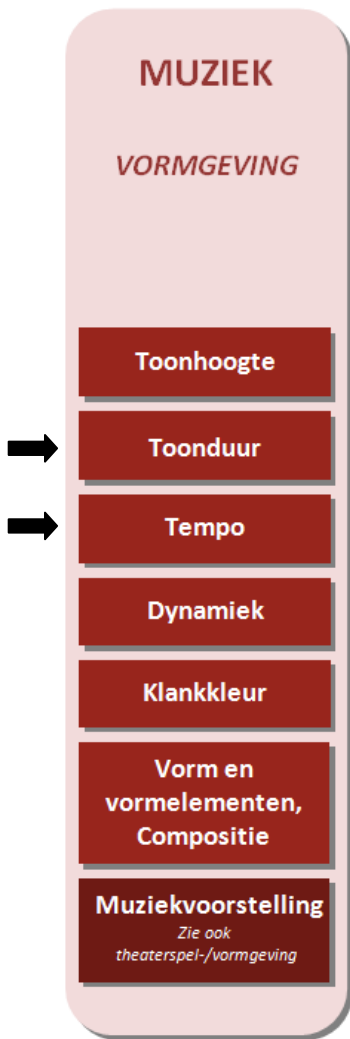 MUZIEK
VORMGEVING
Toonhoogte
Toonduur
Tempo
Dynamiek
Klankkleur
Vorm en
vormelementen,
Compositie
Muziekvoorstelling
Zie ook
theaterspel-/vormgeving